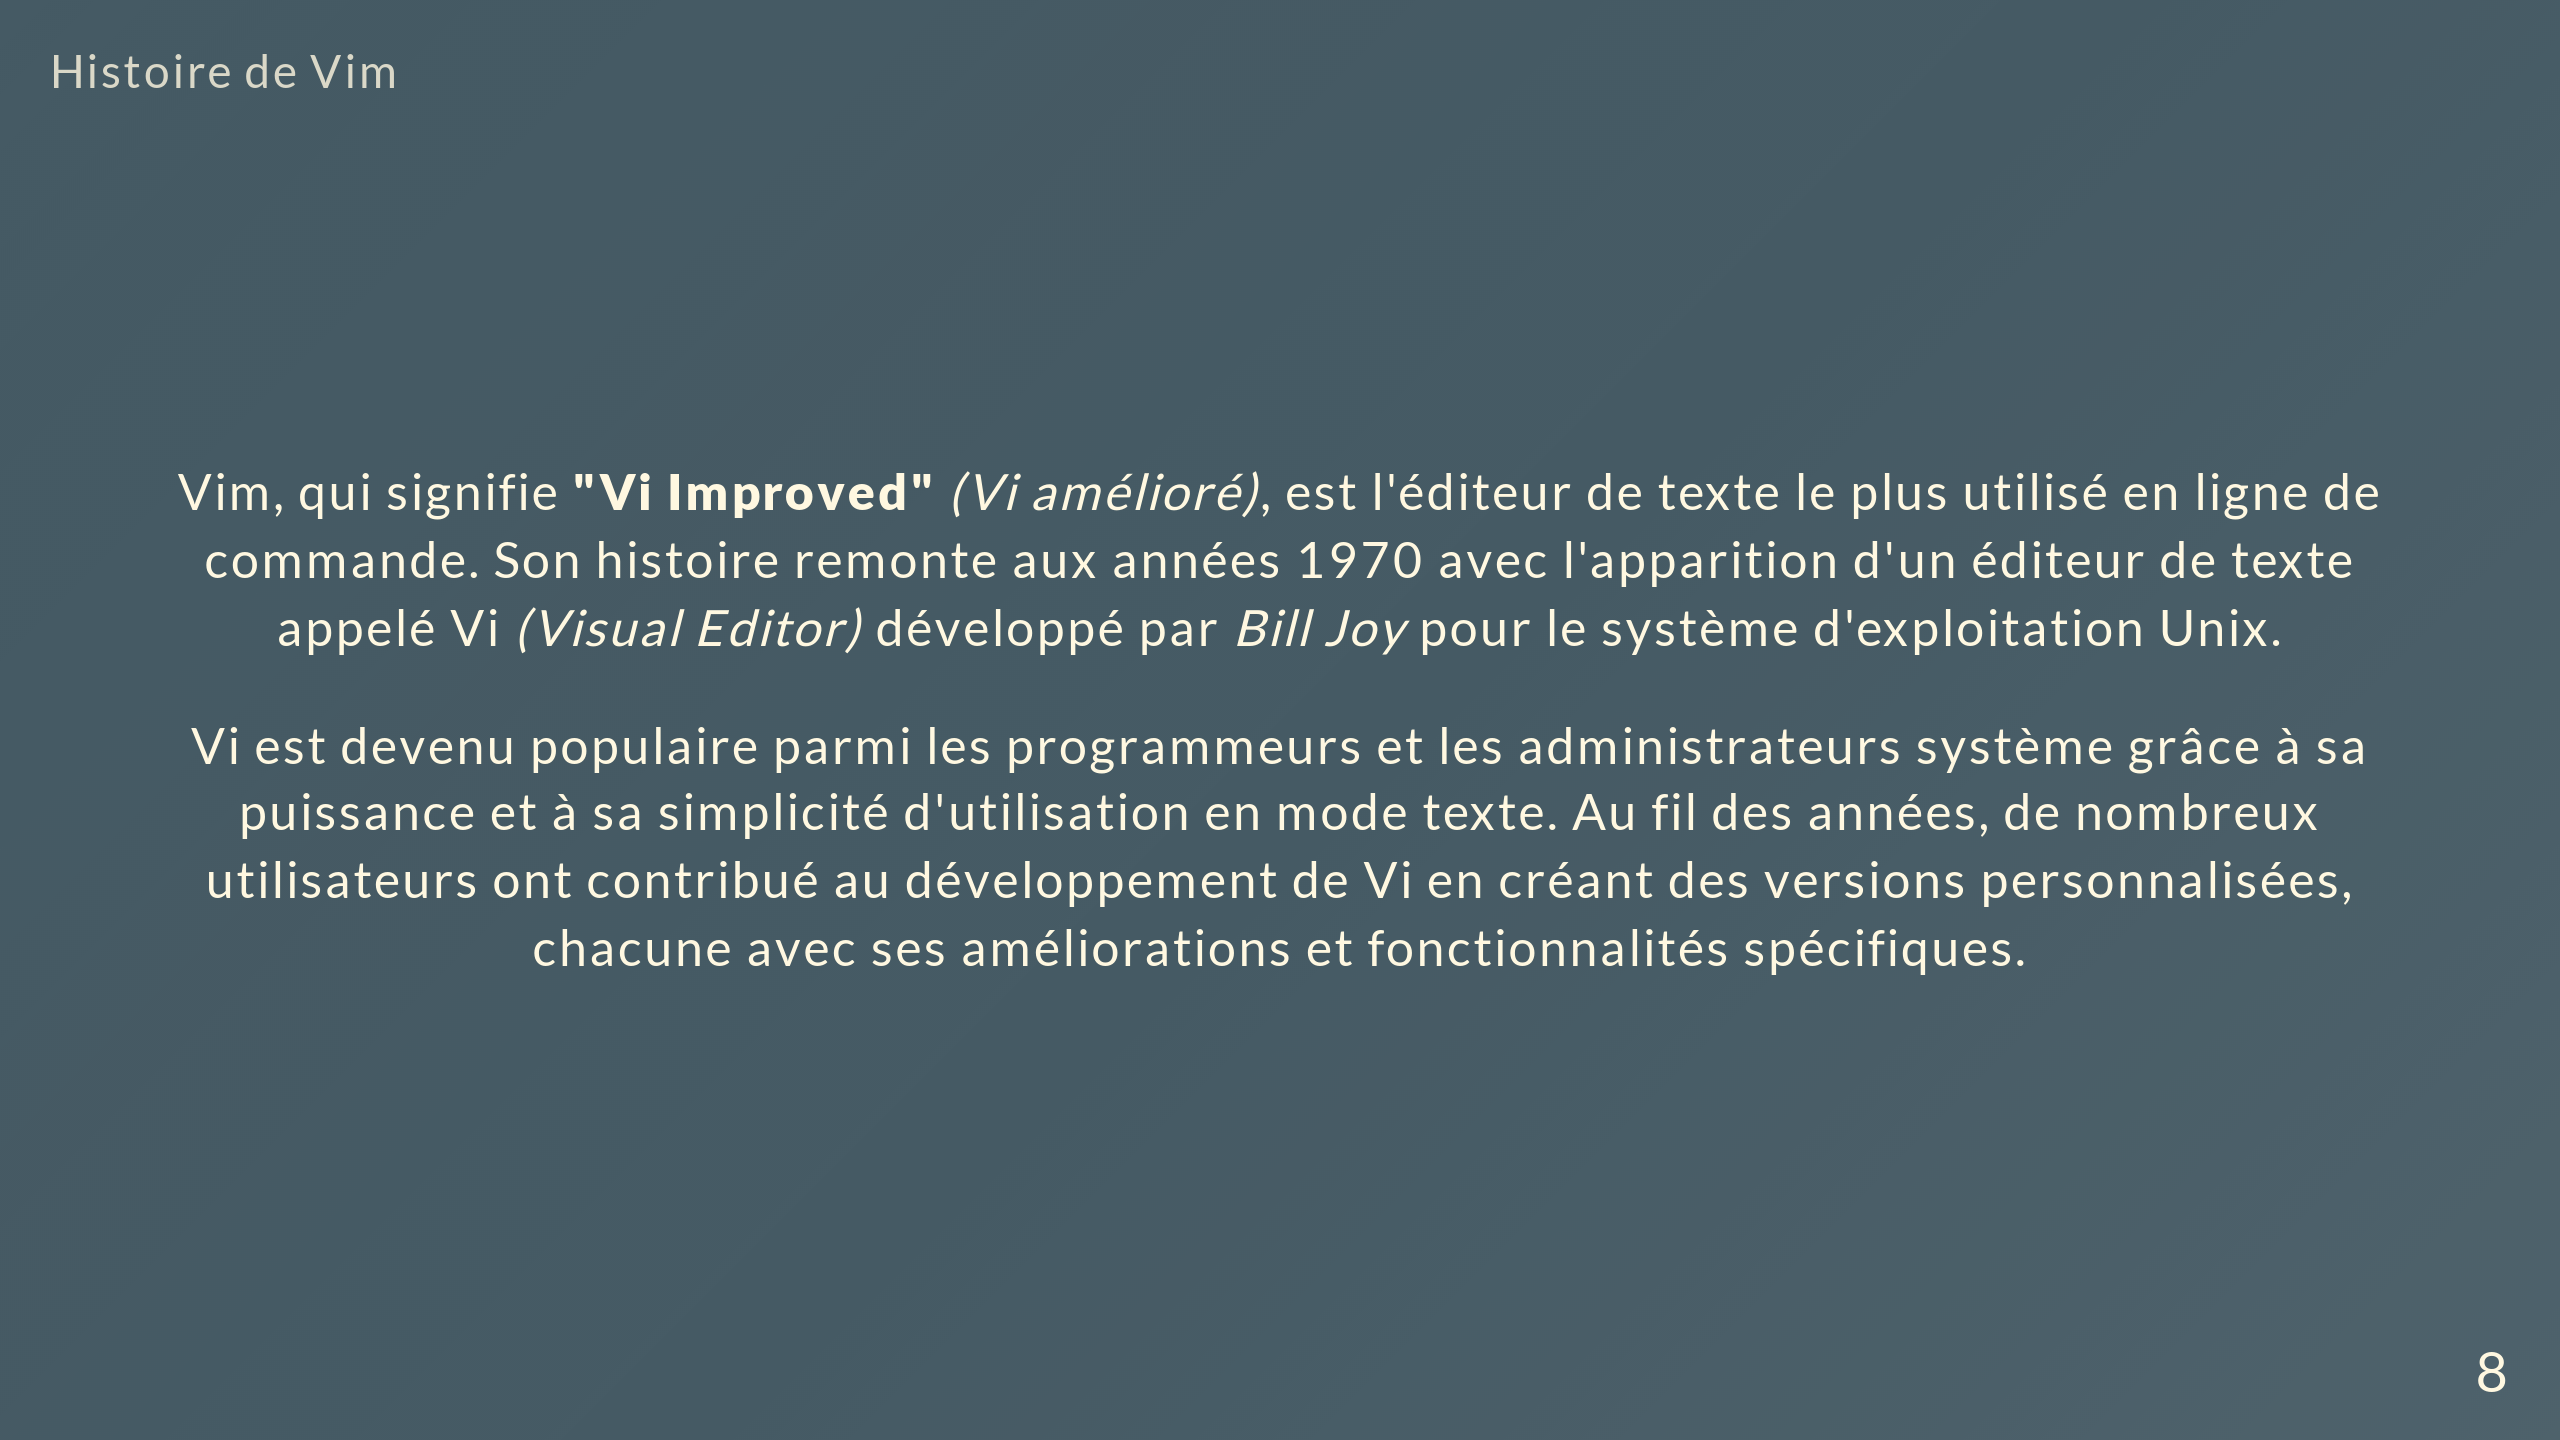 Histoire de Vim
Vim, qui signifie "Vi Improved" (Vi amélioré), est l'éditeur de texte le plus utilisé en ligne de
commande. Son histoire remonte aux années 1970 avec l'apparition d'un éditeur de texte
appelé Vi (Visual Editor) développé par Bill Joy pour le système d'exploitation Unix.
Vi est devenu populaire parmi les programmeurs et les administrateurs système grâce à sa
puissance et à sa simplicité d'utilisation en mode texte. Au fil des années, de nombreux
utilisateurs ont contribué au développement de Vi en créant des versions personnalisées,
chacune avec ses améliorations et fonctionnalités spécifiques.
8